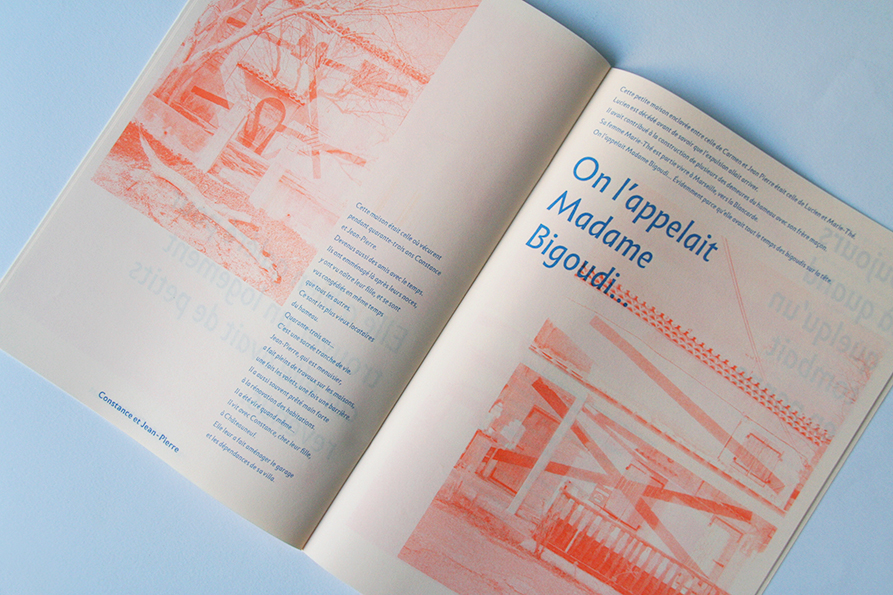 Cette maison était celle où vécurent
pendant quarante-trois ans Constance
et Jean-Pierre.
Devenus aussi des amis avec le temps.
Ils ont emménagé là après leurs noces,
y ont vu naître leur fille, et se sont
vus congédiés en même temps
que tous les autres.
Ce sont les plus vieux locataires
du hameau.
Quarante-trois ans...
C'est une sacrée tranche de vie.
Jean-Pierre, qui est menuisier,
a fait pleins de travaux sur les maisons,
une fois les volets, une fois une barrière.
Il a aussi souvent prêté main forte
à la rénovation des habitations.
Il a été viré quand même...
Il vit avec Constance, chez leur fille,
à Châteauneuf.
Elle leur a fait aménager le garage
et les dépendances de sa villa.
Constance et Jean-Pierre
Cette petite maison enclavée entre celle de Carmen et Jean Pierre était celle de Lucien et Marie-Thé.
Lucien est décédé avant de savoir que l'expulsion allait arriver.
Il avait contribué à la construction de plusieurs des demeures du hameau avec son frère maçon.
Sa femme Marie-Thé est partie vivre à Marseille, vers la Blancarde.
On l'appelait Madame Bigoudi... Évidemment parce qu'elle avait tout le temps des bigoudis sur la tête.
On l'appelait
Madame
Bigoudi...